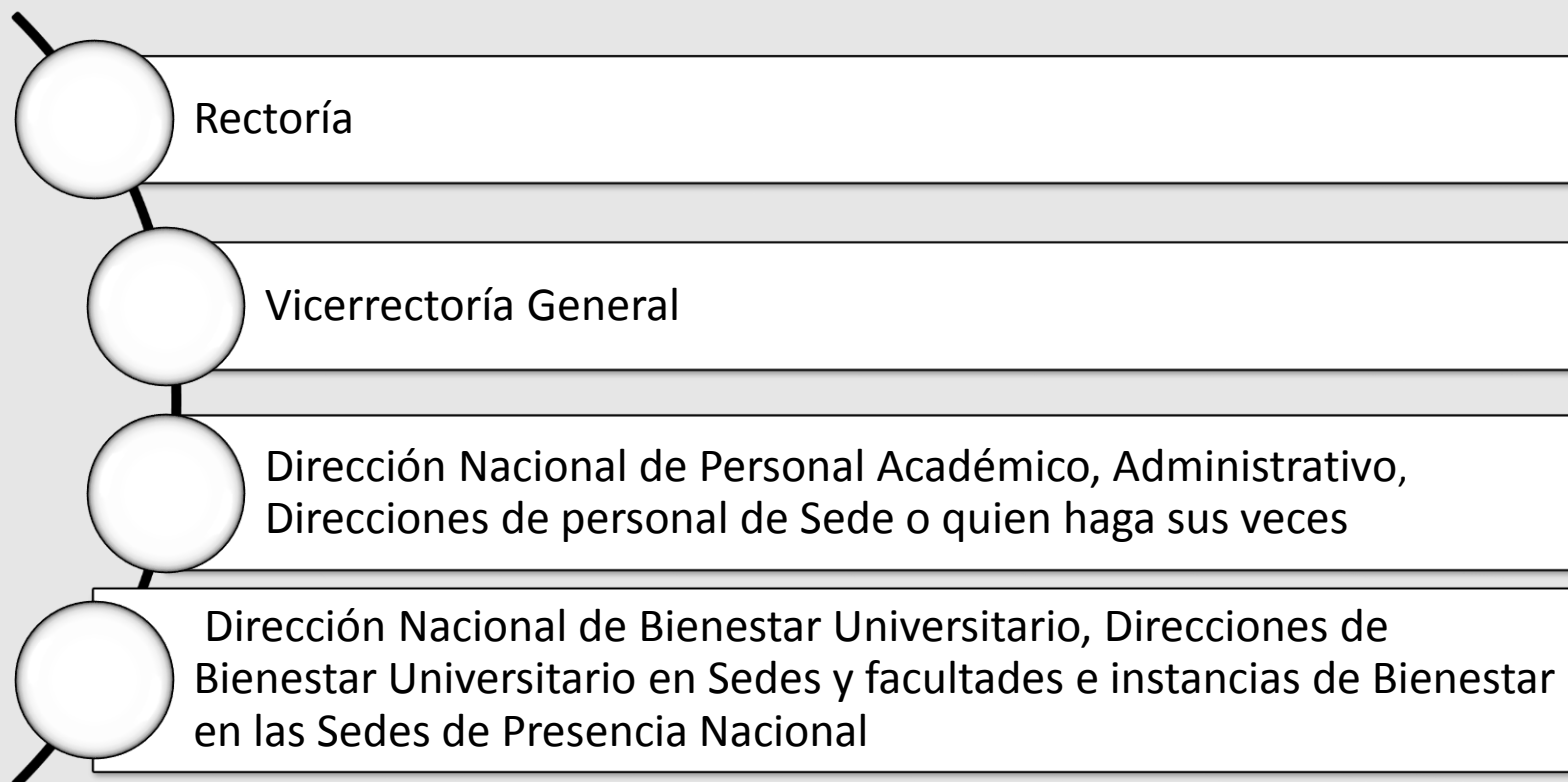 Rectoría
Vicerrectoría General
Dirección Nacional de Personal Académico, Administrativo,
Direcciones de personal de Sede o quien haga sus veces
Dirección Nacional de Bienestar Universitario, Direcciones de
Bienestar Universitario en Sedes y facultades e instancias de Bienestar
en las Sedes de Presencia Nacional